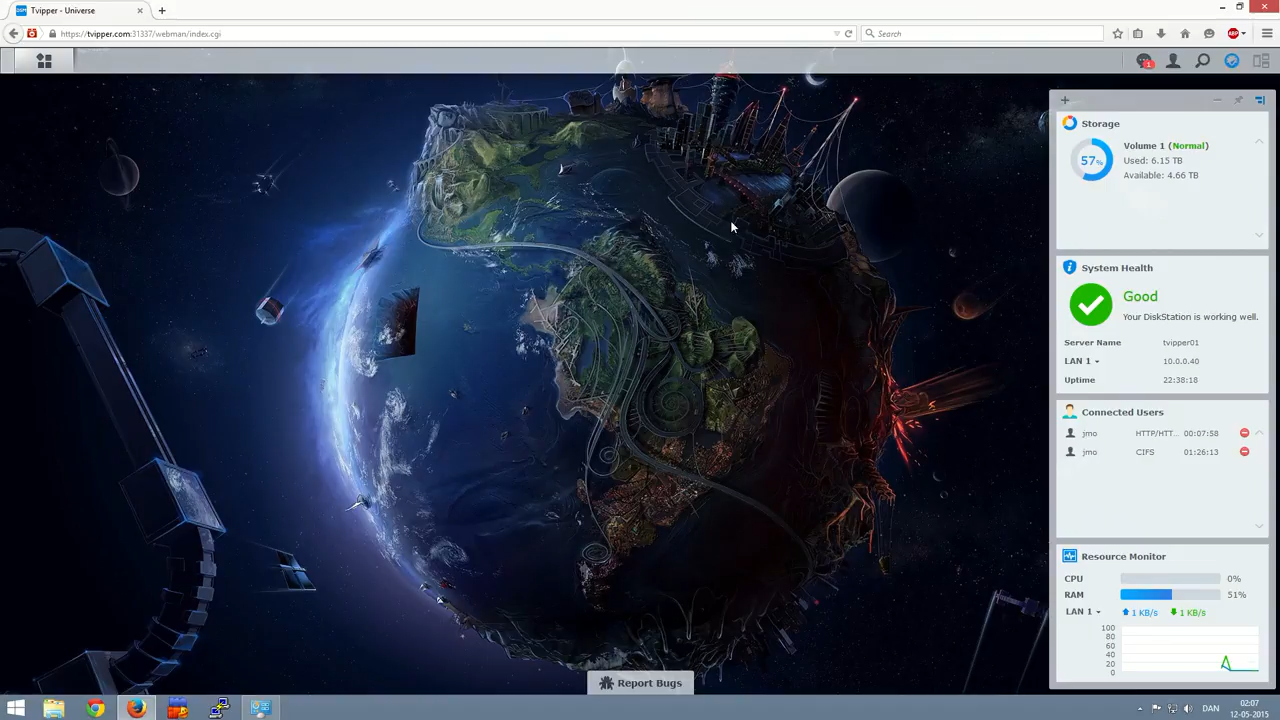 Tvipper - Universe
https://tvipper.com:31337/webman/index.cgi
Search
ABP
1
Storage
57%
Volume 1 (Normal)
Used: 6.15 TB
Available: 4.66 TB
System Health
Good
Your DiskStation is working well.
Server Name tvipper01
LAN 1 10.0.0.40
Uptime 22:38:18
Connected Users
jmo HTTP/HTT... 00:07:58
jmo CIFS 01:26:13
Resource Monitor
CPU 0%
RAM 51%
LAN 1 1 KB/s 1 KB/s
100
80
60
40
20
0
Report Bugs
DAN
02:07
12-05-2015